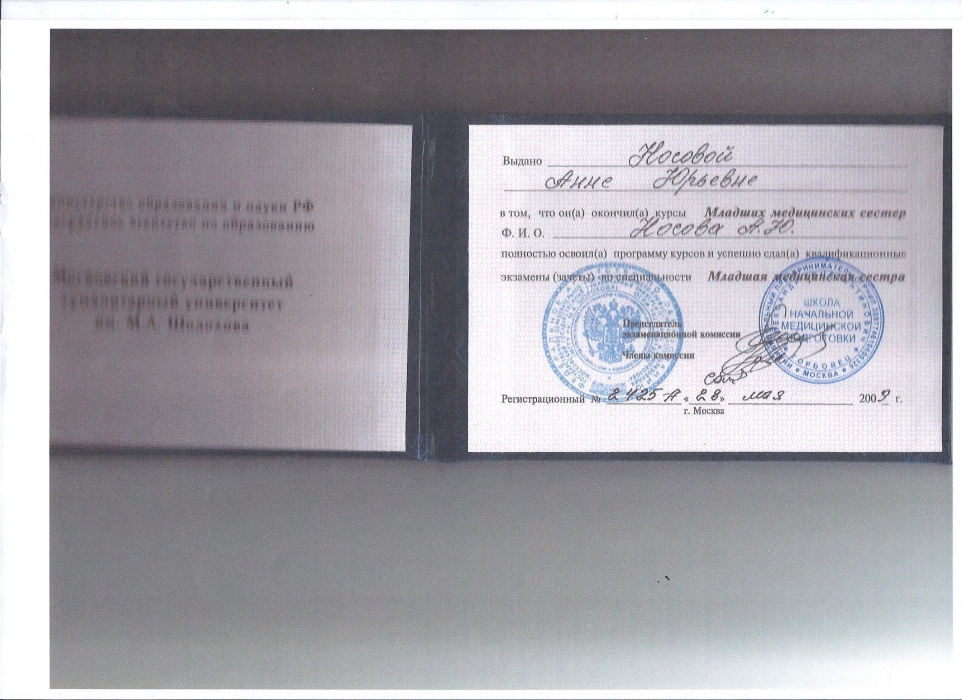 министерство образования и науки РФ
федеральное агентство по образованию
Московский государственный
гуманитарный университет
им. М.А. Шолохова
Выдано Носовой
Анне Юрьевне
в том, что он(а) окончил(а) курсы Младших медицинских сестер
Ф. И. О. Носова А.Ю.
полностью освоил(а) программу курсов и успешно сдал(а) квалификационные
экзамены (зачеты) по специальности Младшая медицинская сестра
Председатель
экзаменационной комиссии
Члены комиссии
ШКОЛА
НАЧАЛЬНОЙ
МЕДИЦИНСКОЙ
ПОДГОТОВКИ
ГОРБОВЕЦ
МОСКВА
Регистрационный № 2425 А « 28 » мая 2009 г.
г. Москва